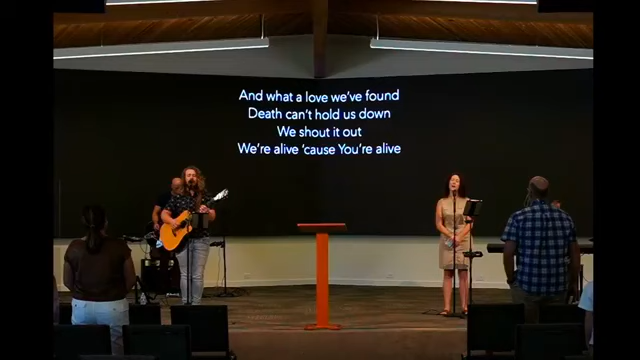 And what a love we've found
Death can't hold us down
We shout it out
We're alive 'cause You're alive